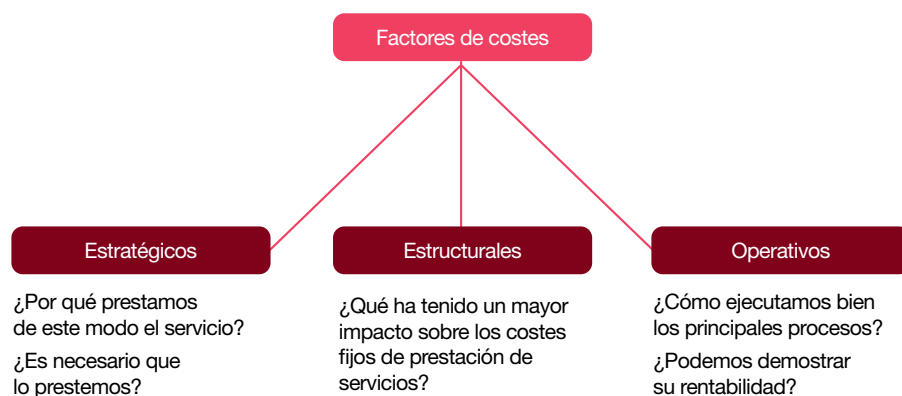 Factores de costes
Estratégicos
¿Por qué prestamos
de este modo el servicio?
¿Es necesario que
lo prestemos?
Estructurales
¿Qué ha tenido un mayor
impacto sobre los costes
fijos de prestación de
servicios?
Operativos
¿Cómo ejecutamos bien
los principales procesos?
¿Podemos demostrar
su rentabilidad?